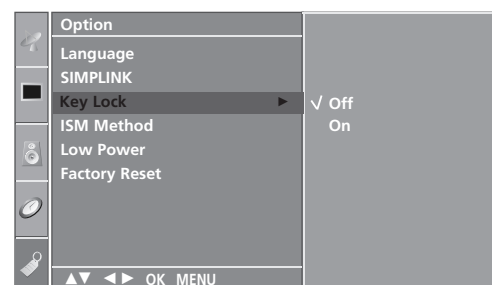 Option
Language
SIMPLINK
Key Lock ►
√ Off
On
ISM Method
Low Power
Factory Reset
▲▼ ◄► OK MENU